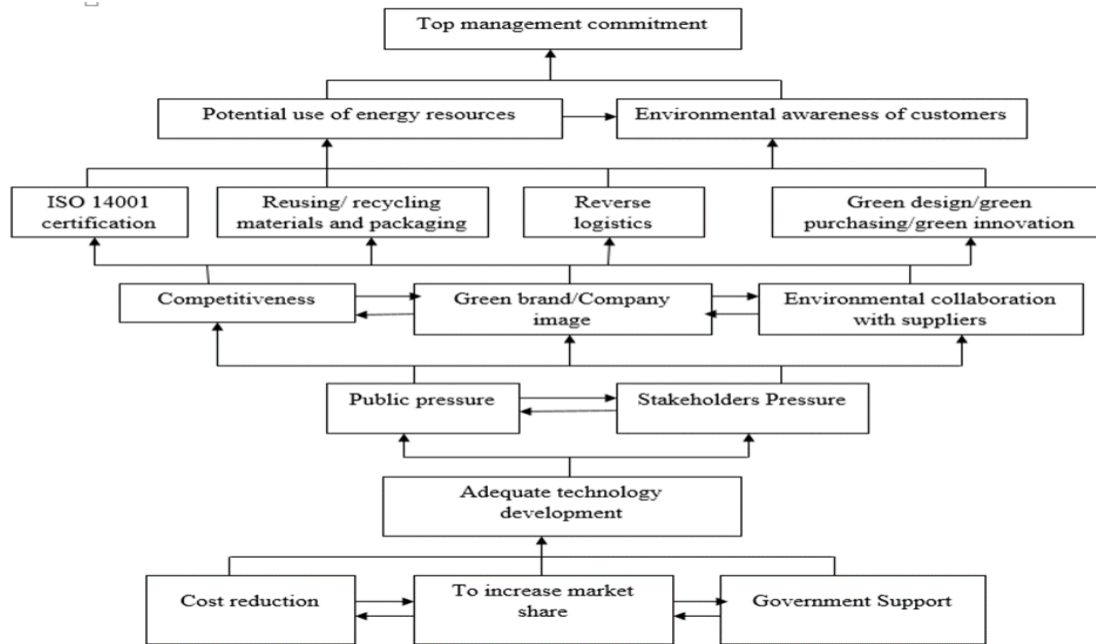 Top management commitment
Potential use of energy resources
Environmental awareness of customers
ISO 14001
certification
Reusing/ recycling
materials and packaging
Reverse
logistics
Green design/green
purchasing/green innovation
Competitiveness
Green brand/Company
image
Environmental collaboration
with suppliers
Public pressure
Stakeholders Pressure
Adequate technology
development
Cost reduction
To increase market
share
Government Support